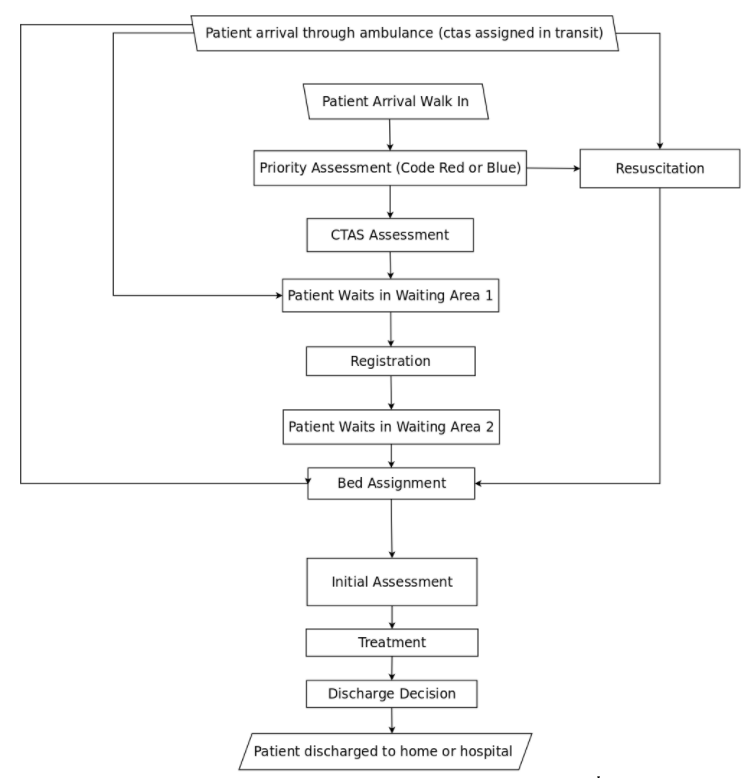 Patient arrival through ambulance (ctas assigned in transit)
Patient Arrival Walk In
Priority Assessment (Code Red or Blue)
Resuscitation
CTAS Assessment
Patient Waits in Waiting Area 1
Registration
Patient Waits in Waiting Area 2
Bed Assignment
Initial Assessment
Treatment
Discharge Decision
Patient discharged to home or hospital